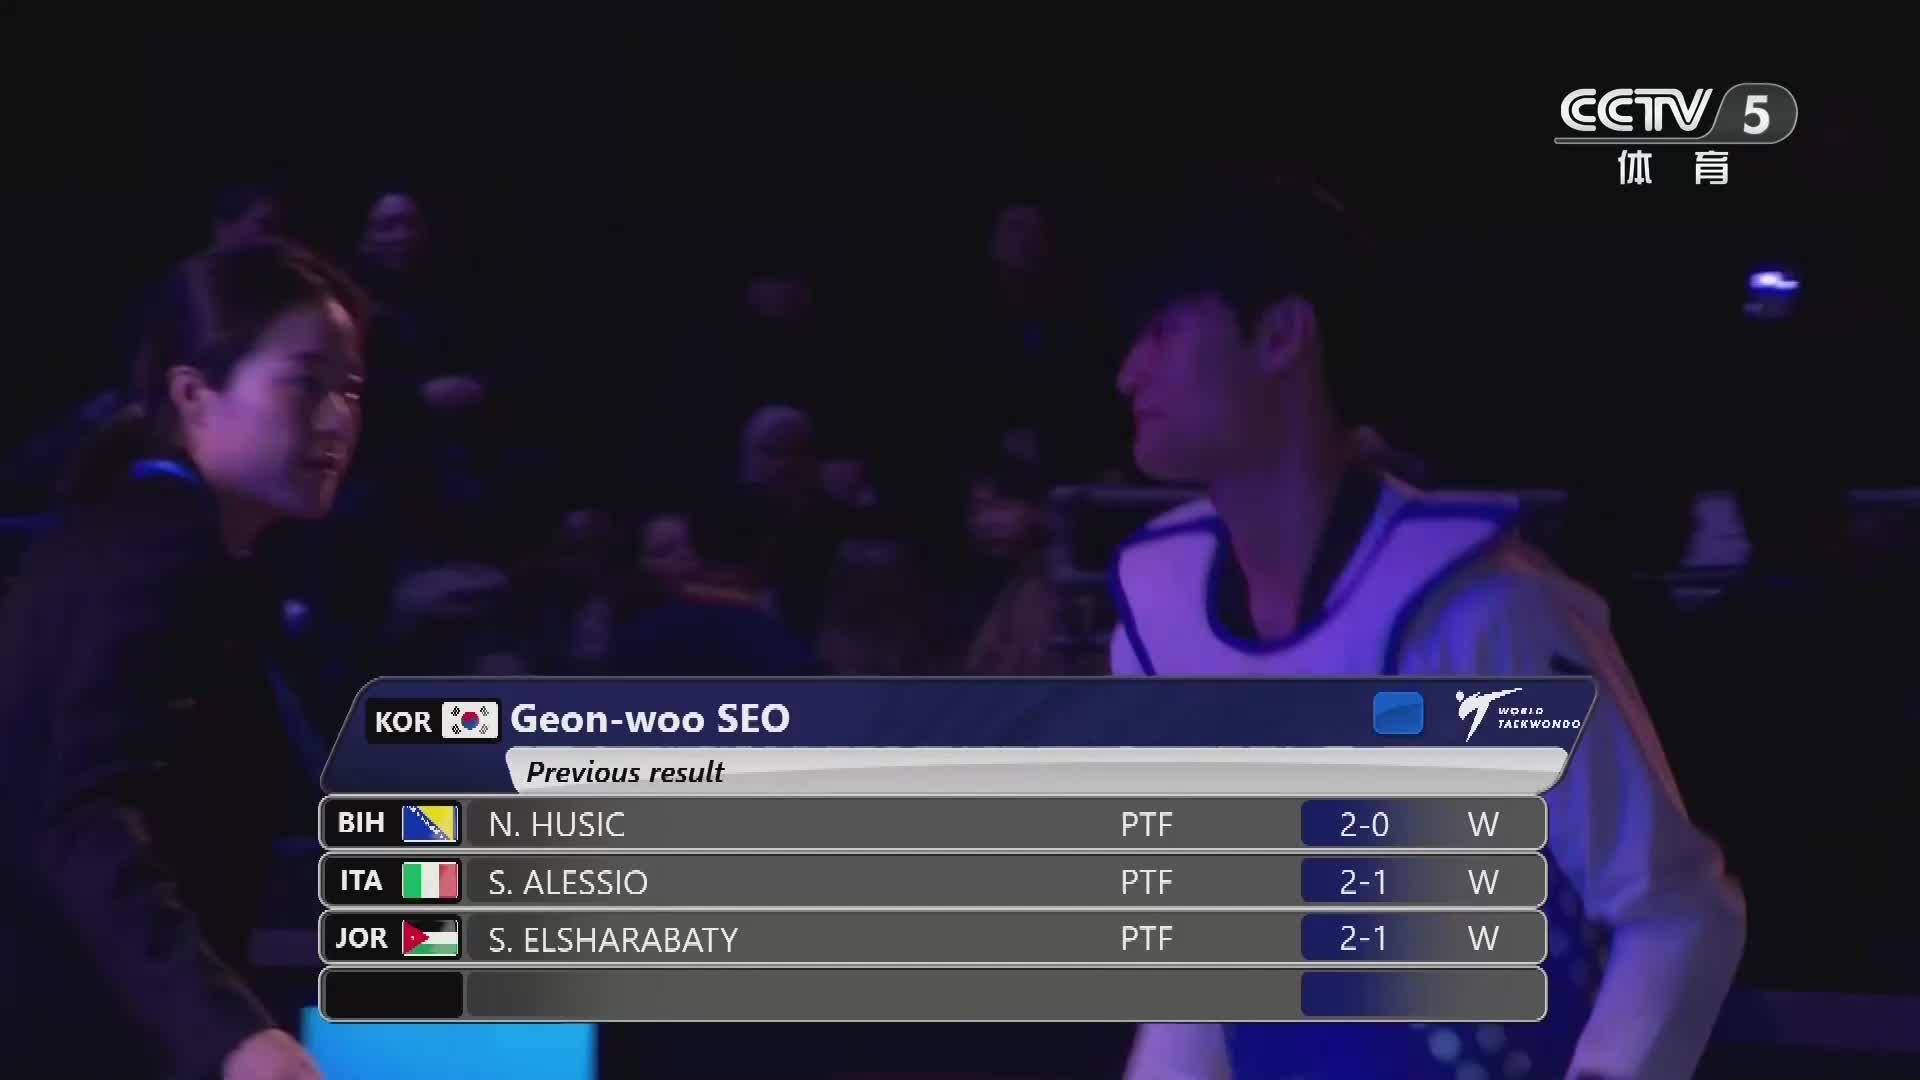 CCTV 5
体育
KOR Geon-woo SEO
WORLD TAEKWONDO
Previous result
BIH N. HUSIC PTF 2-0 W
ITA S. ALESSIO PTF 2-1 W
JOR S. ELSHARABATY PTF 2-1 W